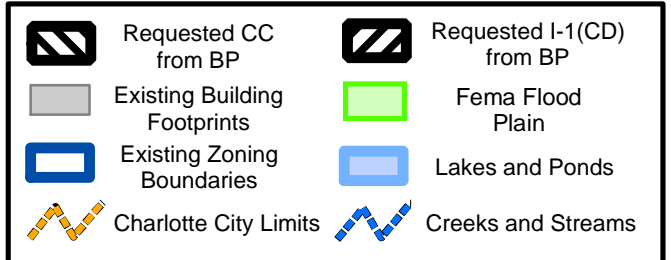 Requested CC
from BP
Requested I-1(CD)
from BP
Existing Building
Footprints
Fema Flood
Plain
Existing Zoning
Boundaries
Lakes and Ponds
Charlotte City Limits
Creeks and Streams